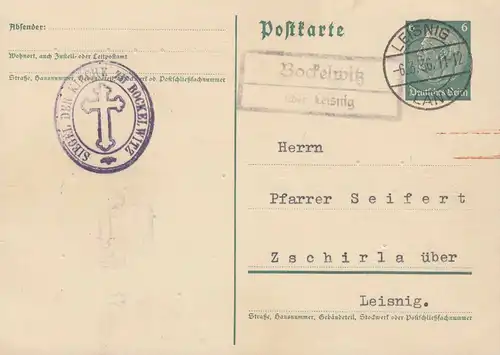 Absender:
Wohnort, auch Zustell- oder Leitpostamt
Straße, Hausnummer, Gebäudeteil, Stockwerk od. Postschließfachnummer
SIEGEL DER KIRCHE ZU BOCKELWITZ
Postkarte
Bockelwitz
über Leisnig
LEISNIG
11-12
LAND
6
Deutsches Reich
Herrn
Pfarrer Seifert
Zschirla über
Leisnig.
Straße, Hausnummer, Gebäudeteil, Stockwerk oder Postschließfachnummer